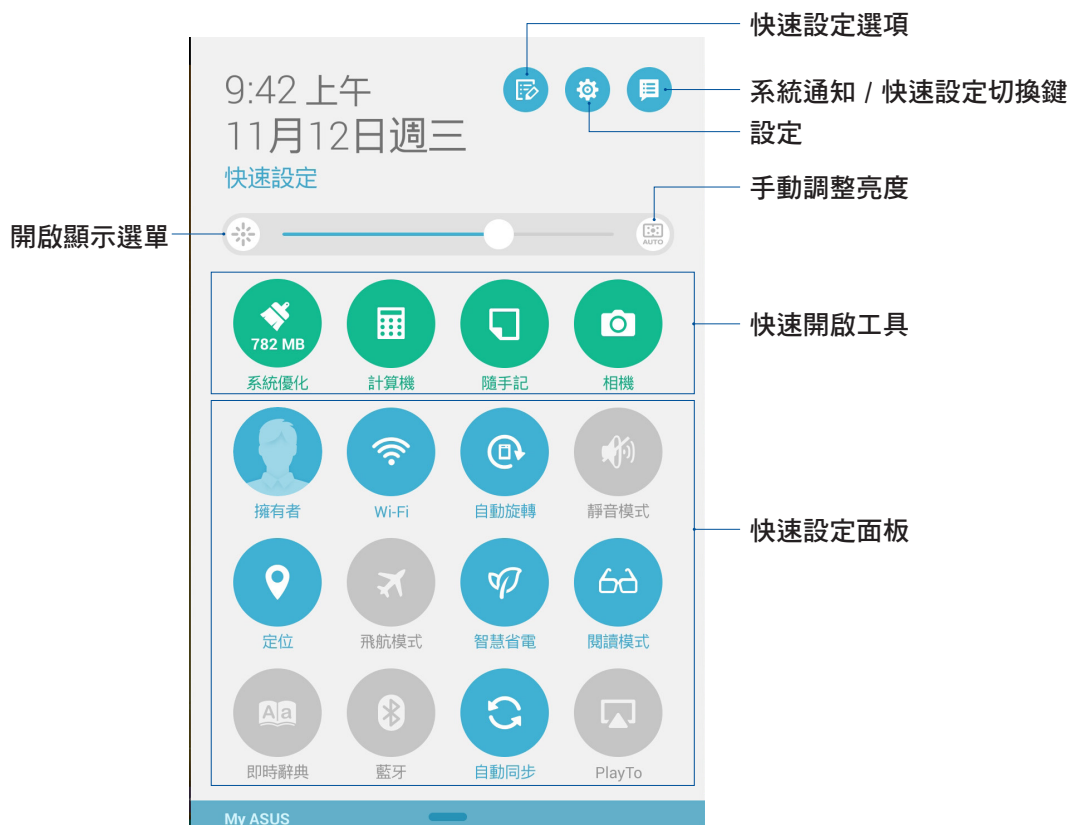 快速設定選項
9:42 上午
系統通知 / 快速設定切換鍵
11月12日週三
設定
快速設定
手動調整亮度
開啟顯示選單
AUTO
快速開啟工具
782 MB
系統優化 計算機 隨手記 相機
擁有者 Wi-Fi 自動旋轉 靜音模式
快速設定面板
定位 飛航模式 智慧省電 閱讀模式
Aa
即時辭典 藍牙 自動同步 PlayTo
My ASUS